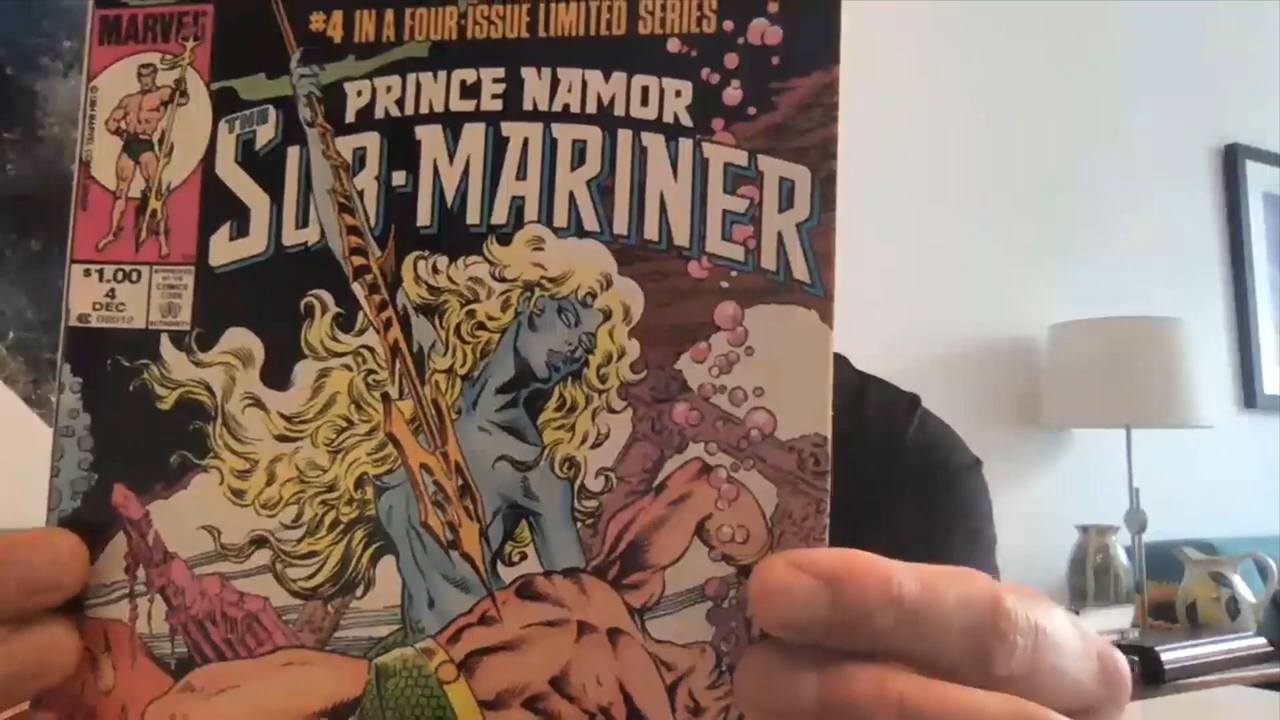 MARVEL
#4 IN A FOUR-ISSUE LIMITED SERIES
PRINCE NAMOR
THE
SUB-MARINER
$1.00
4
DEC
APPROVED
BY THE
COMICS
CODE
AUTHORITY